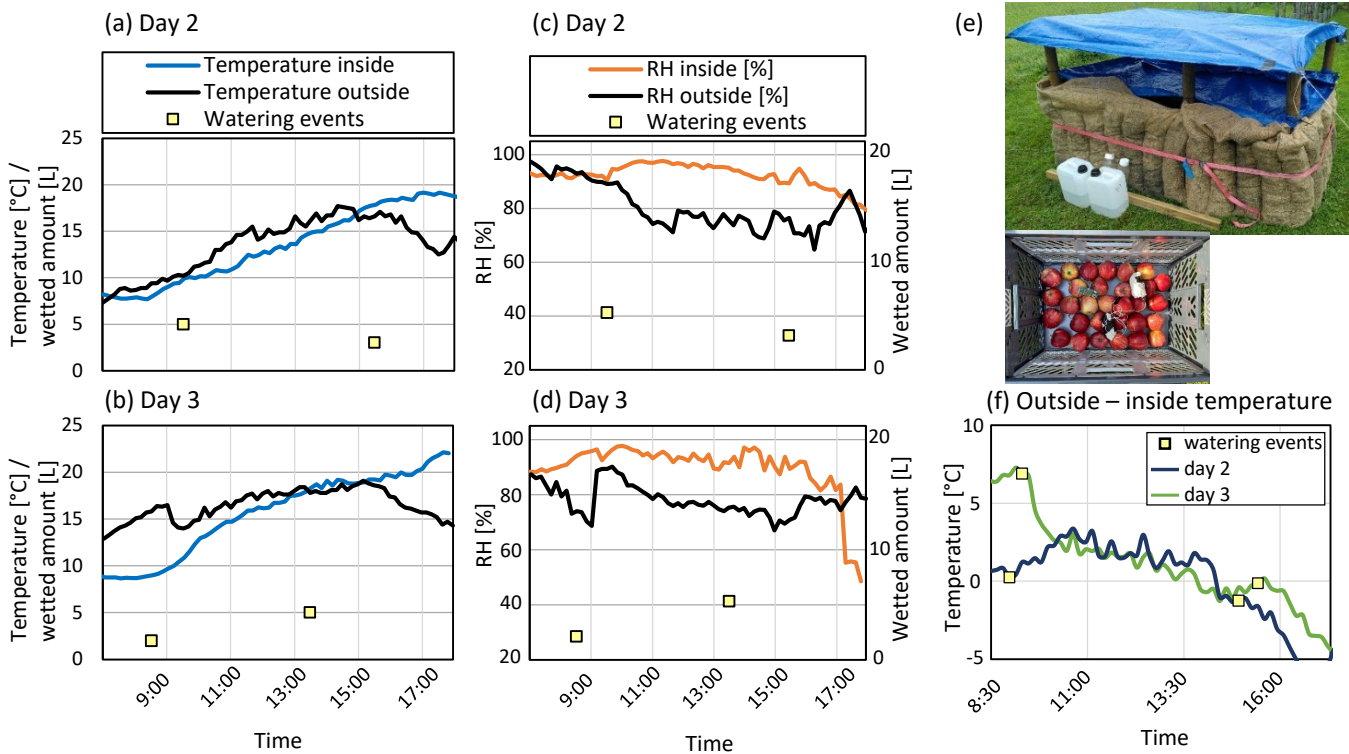 (a) Day 2
Temperature inside
Temperature outside
Watering events
Temperature [°C] /
wetted amount [L]
25
20
15
10
5
0
(b) Day 3
Temperature [°C] /
wetted amount [L]
25
20
15
10
5
0
9:00
11:00
13:00
15:00
17:00
Time
(c) Day 2
RH inside [%]
RH outside [%]
Watering events
RH [%]
100
80
60
40
20
20
10
0
Wetted amount [L]
(d) Day 3
RH [%]
100
80
60
40
20
20
10
0
Wetted amount [L]
9:00
11:00
13:00
15:00
17:00
Time
(e)
(f) Outside – inside temperature
watering events
day 2
day 3
Temperature [°C]
10
5
0
-5
8:30
11:00
13:30
16:00
Time